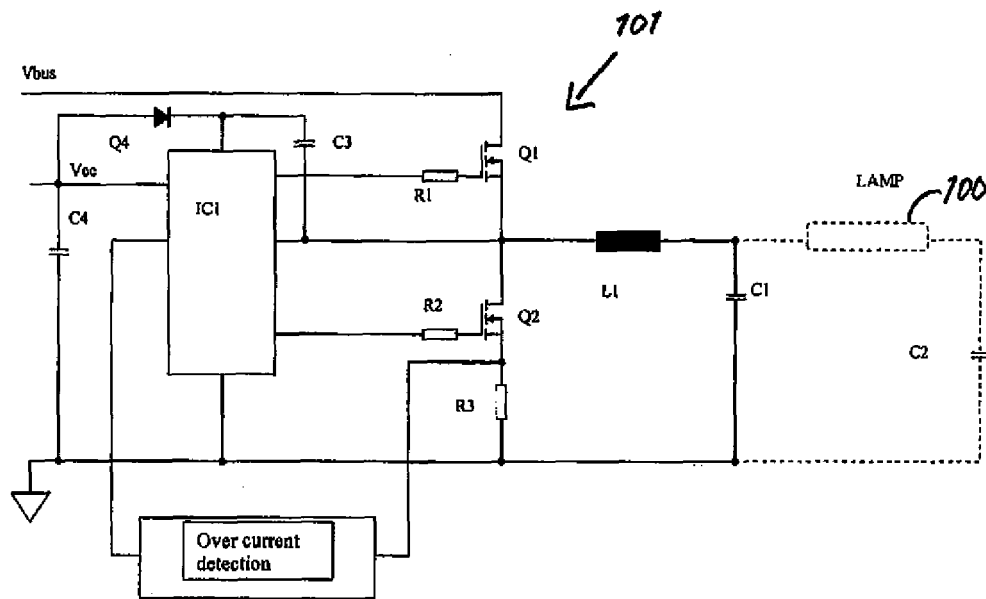 101
Vbus
Q4
C3
Q1
Vcc
R1
LAMP
100
C4
IC1
L1
C1
R2
Q2
C2
R3
Over current
detection